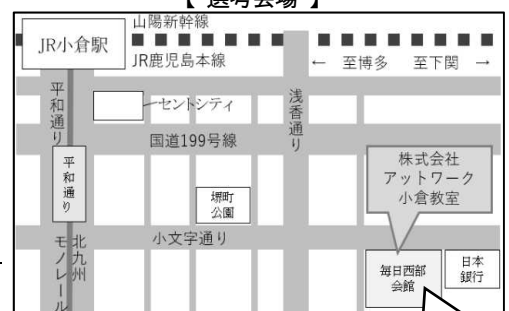 【 選考会場 】
山陽新幹線
JR小倉駅
JR鹿児島本線
← 至博多 至下関 →
平和通り
セントシティ
浅香通り
国道199号線
平和通り
株式会社
アットワーク
小倉教室
堺町
公園
小文字通り
北九州
モノレール
毎日西部
会館
日本
銀行